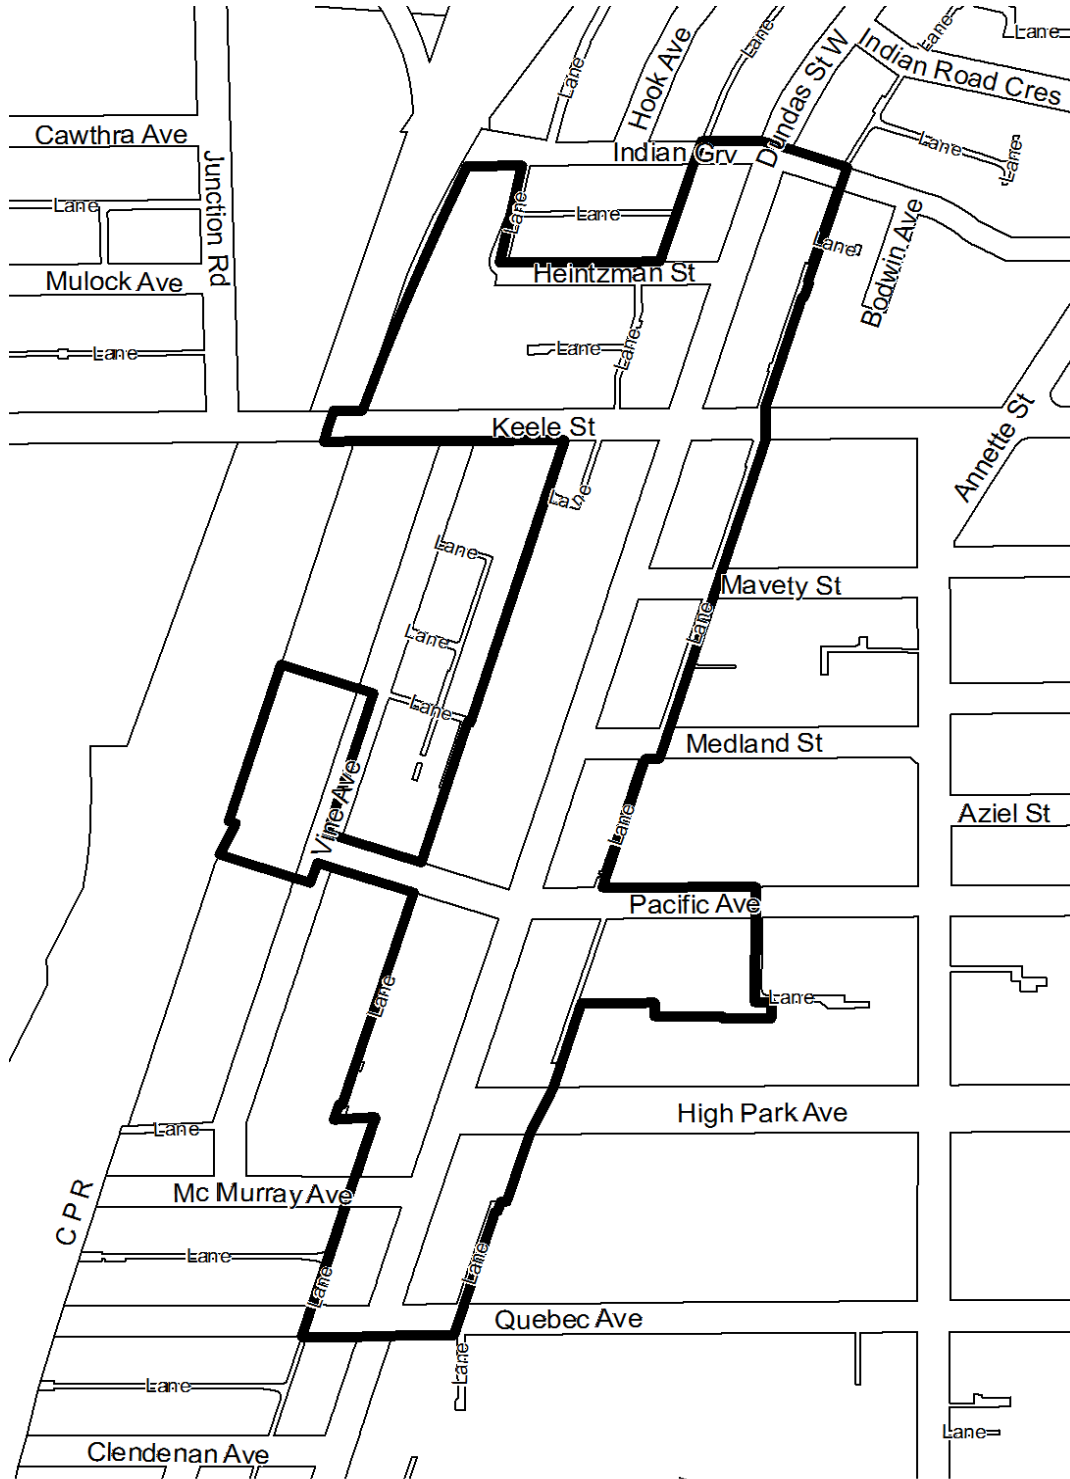 Lane
Hook Ave
Lane
Dundas St W
Lane
Lane
Indian Road Cres
Cawthra Ave
Junction Rd
Indian Grv
Lane
Lane
Lane
Lane
Lane
Lane
Bodwin Ave
Heintzman St
Mulock Ave
Lane
Lane
Lane
Lane
Keele St
Annette St
Lane
Lane
Mavety St
Lane
Lane
Lane
Medland St
Vine Ave
Lane
Aziel St
Pacific Ave
Lane
Lane
High Park Ave
Lane
Mc Murray Ave
CPR
Lane
Lane
Lane
Quebec Ave
Lane
Lane
Clendenan Ave
Lane